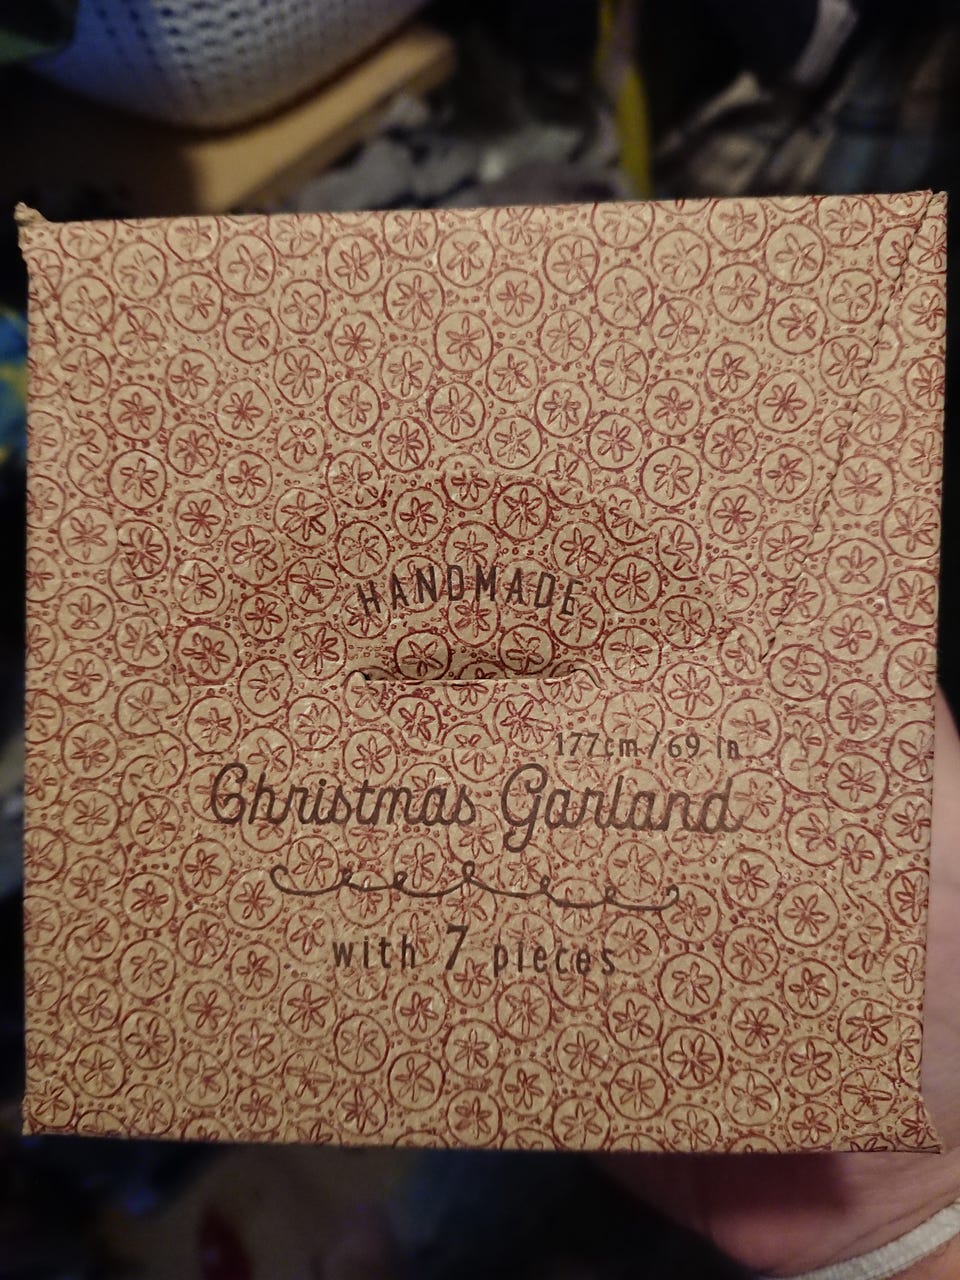 HANDMADE
177cm/69 in
Christmas Garland
with 7 pieces